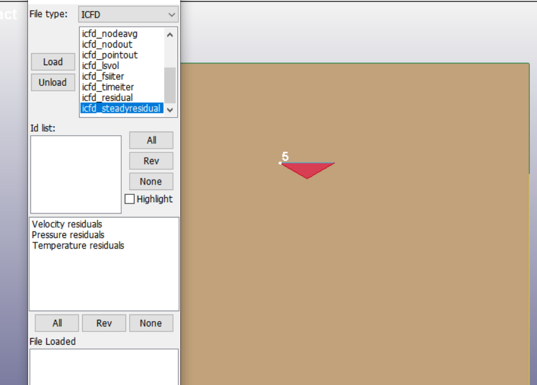 ct
File type:
ICFD
icfd_nodeavg
icfd_nodout
icfd_pointout
icfd_lsvol
icfd_fsiter
icfd_timeiter
icfd_residual
icfd_steadyresidual
Load
Unload
Id list:
All
Rev
None
Highlight
Velocity residuals
Pressure residuals
Temperature residuals
All Rev None
File Loaded
5